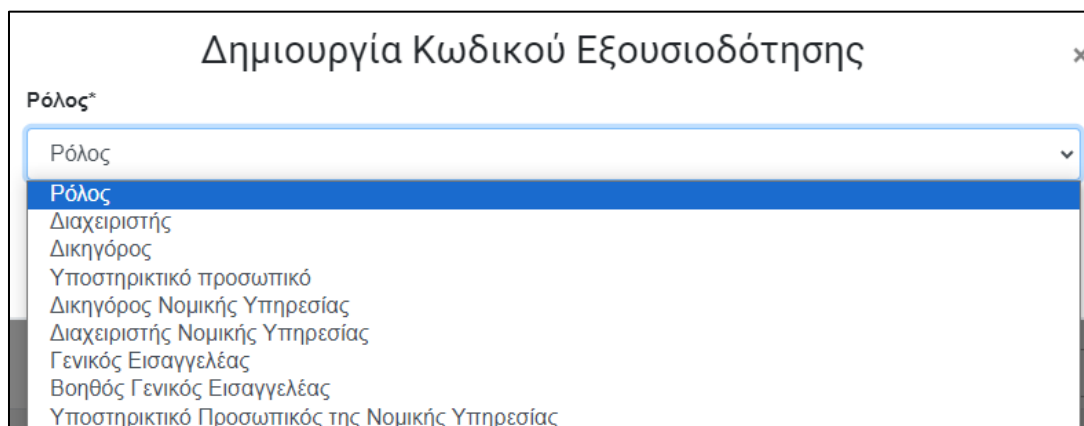 Δημιουργία Κωδικού Εξουσιοδότησης ×
Ρόλος*
Ρόλος
Ρόλος
Διαχειριστής
Δικηγόρος
Υποστηρικτικό προσωπικό
Δικηγόρος Νομικής Υπηρεσίας
Διαχειριστής Νομικής Υπηρεσίας
Γενικός Εισαγγελέας
Βοηθός Γενικός Εισαγγελέας
Υποστηρικτικό Προσωπικός της Νομικής Υπηρεσίας